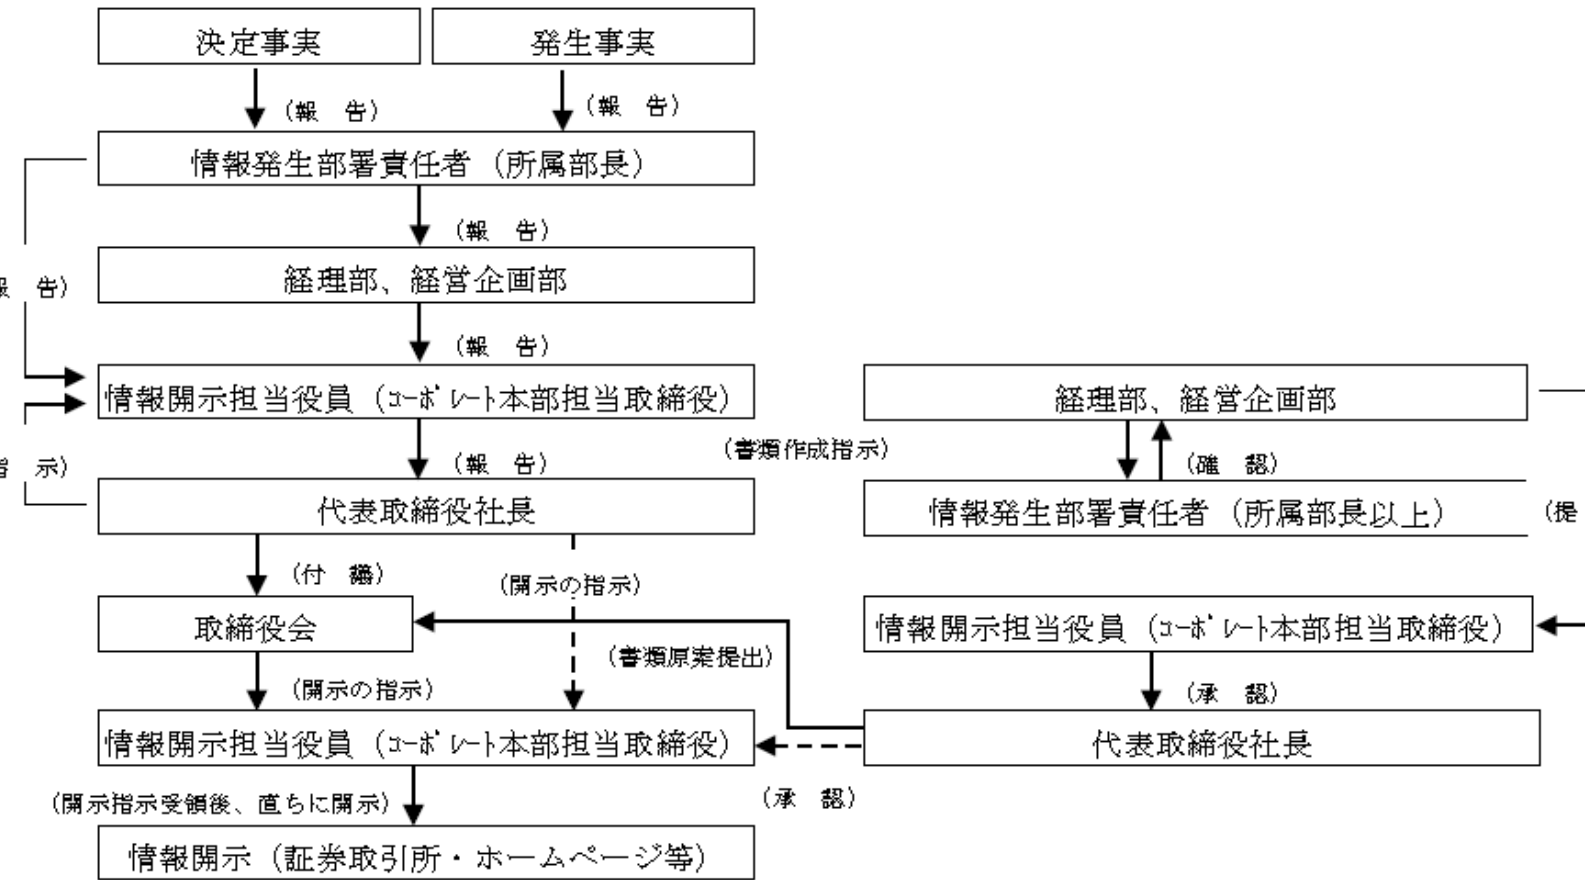 決定事実
発生事実
(報 告)
(報 告)
情報発生部署責任者（所属部長）
(報 告)
経理部、経営企画部
告)
(報 告)
情報開示担当役員（ｺｰﾎﾟﾚｰﾄ本部担当取締役）
経理部、経営企画部
(書類作成指示)
(報 告)
示)
(確 認)
代表取締役社長
情報発生部署責任者（所属部長以上）
(提
(付 議)
(開示の指示)
取締役会
情報開示担当役員（ｺｰﾎﾟﾚｰﾄ本部担当取締役）
(書類原案提出)
(開示の指示)
(承 認)
情報開示担当役員（ｺｰﾎﾟﾚｰﾄ本部担当取締役）
代表取締役社長
(開示指示受領後、直ちに開示)
(承 認)
情報開示（証券取引所・ホームページ等）